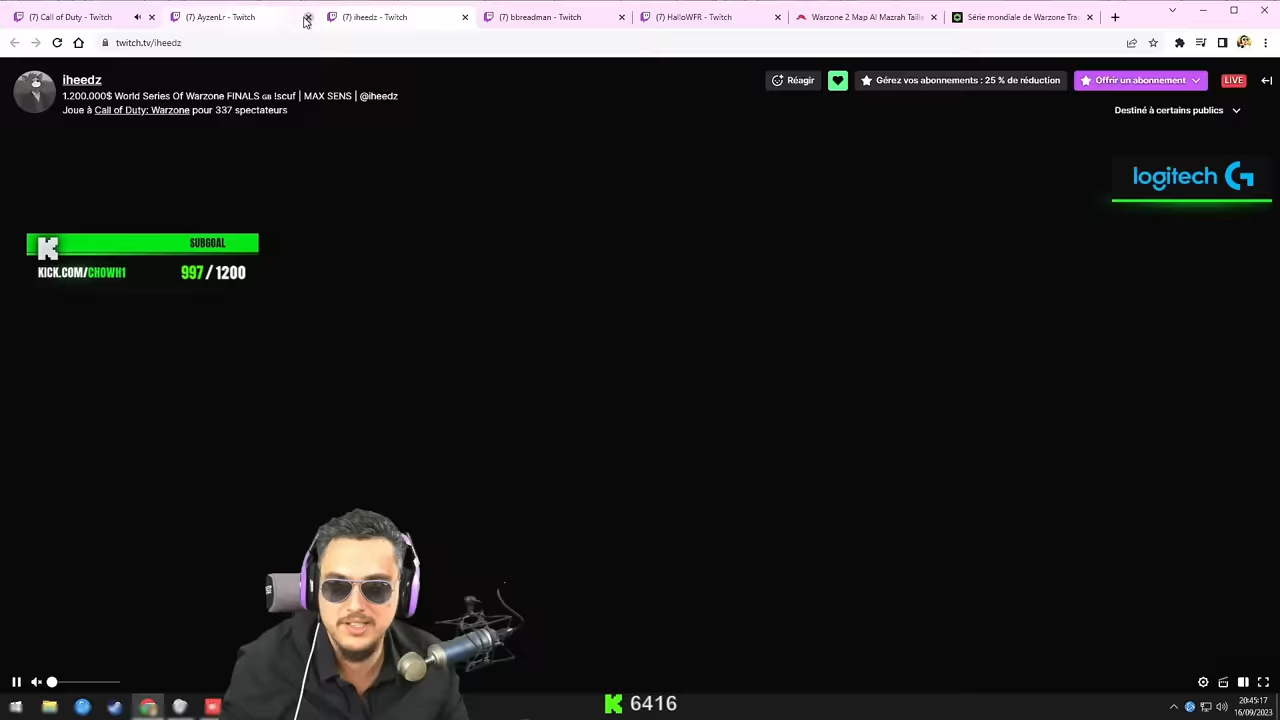 (7) Call of Duty - Twitch
(7) AyzenLr - Twitch
(7) iheedz - Twitch
(7) bbreadman - Twitch
(7) HalloWFR - Twitch
Warzone 2 Map Al Mazrah Taill
Série mondiale de Warzone Tra
twitch.tv/iheedz
iheedz
1.200.000$ World Series Of Warzone FINALS GB !scuf | MAX SENS | @iheedz
Joue à Call of Duty: Warzone pour 337 spectateurs
Réagir
Gérez vos abonnements : 25 % de réduction
Offrir un abonnement
LIVE
Destiné à certains publics
logitech G
K SUBGOAL
KICK.COM/CHOWH1 997/1200
K 6416
20:45:17
16/09/2023